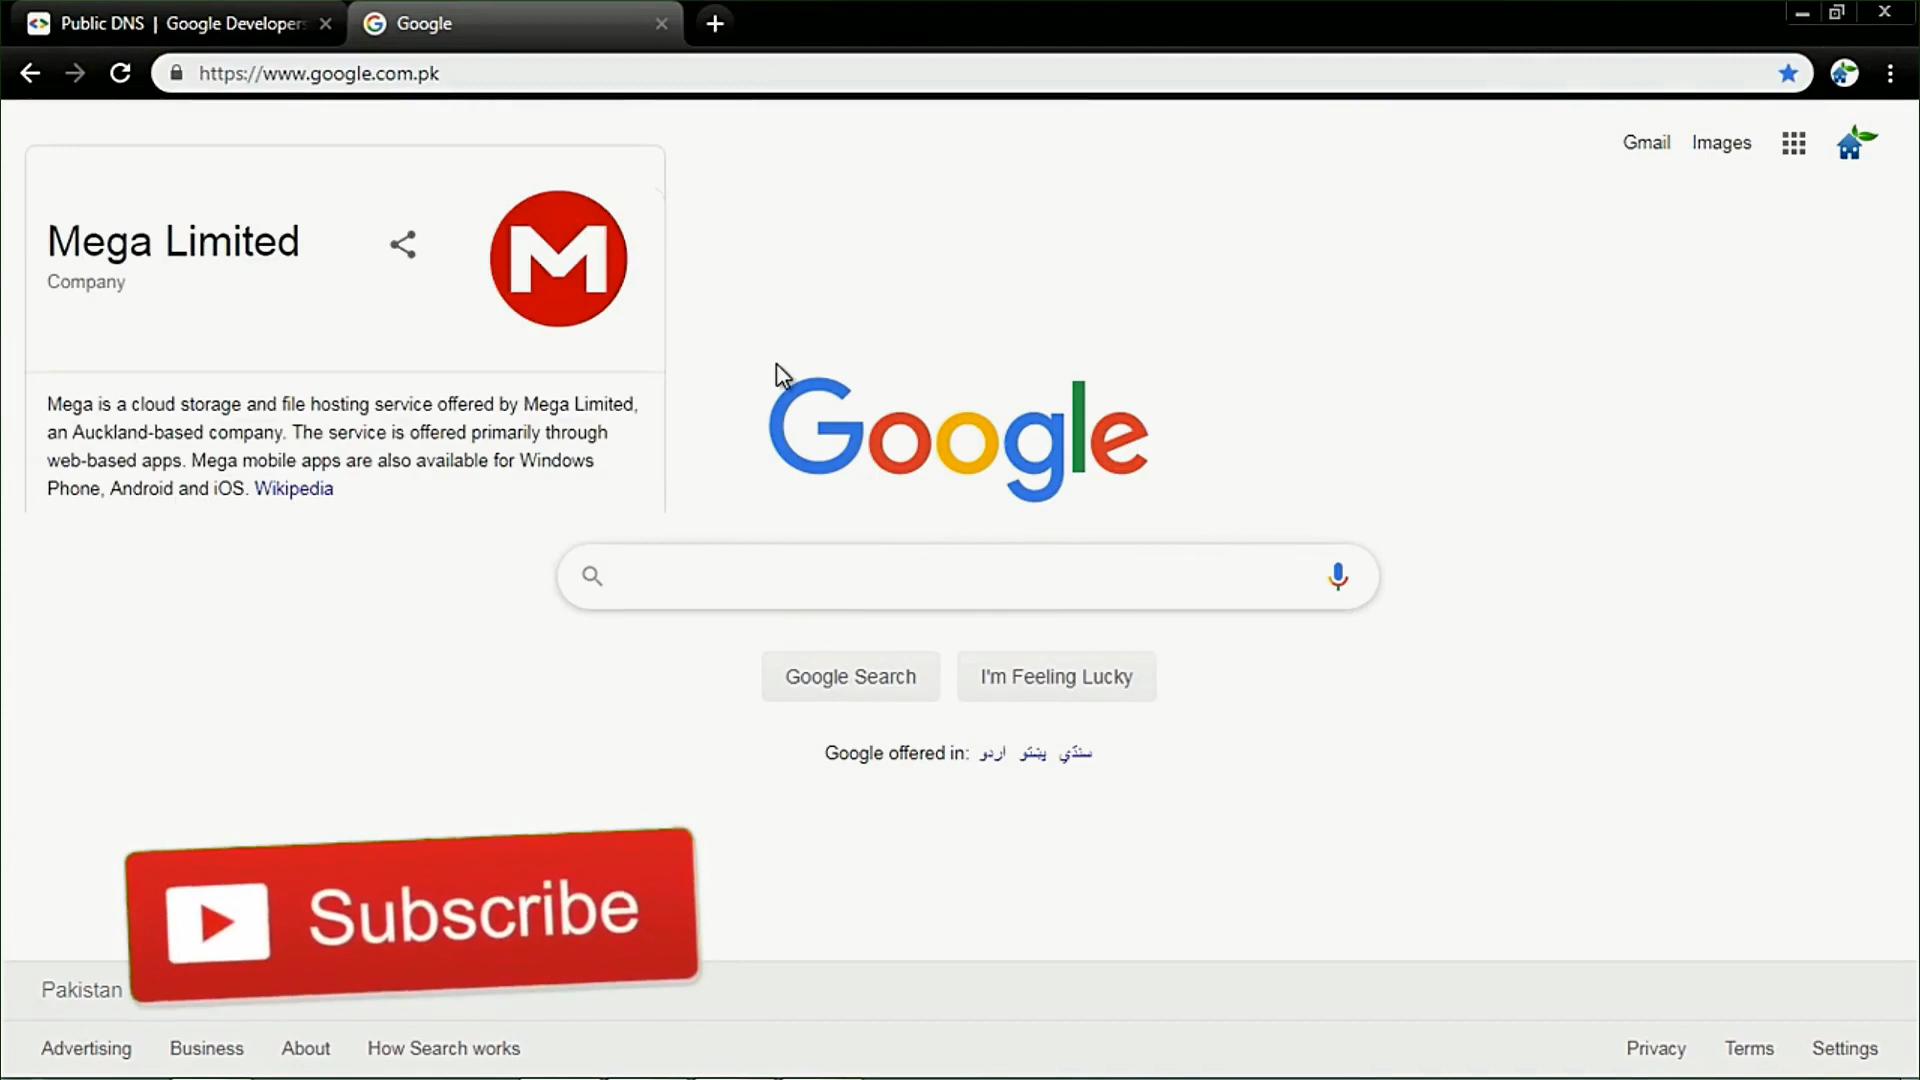 Public DNS | Google Developers
Google
https://www.google.com.pk
Gmail Images
Mega Limited
Company
M
Mega is a cloud storage and file hosting service offered by Mega Limited,
an Auckland-based company. The service is offered primarily through
web-based apps. Mega mobile apps are also available for Windows
Phone, Android and iOS. Wikipedia
Google
Google Search I'm Feeling Lucky
Google offered in: اردو پښتو سنڌي
Subscribe
Pakistan
Advertising Business About How Search works Privacy Terms Settings